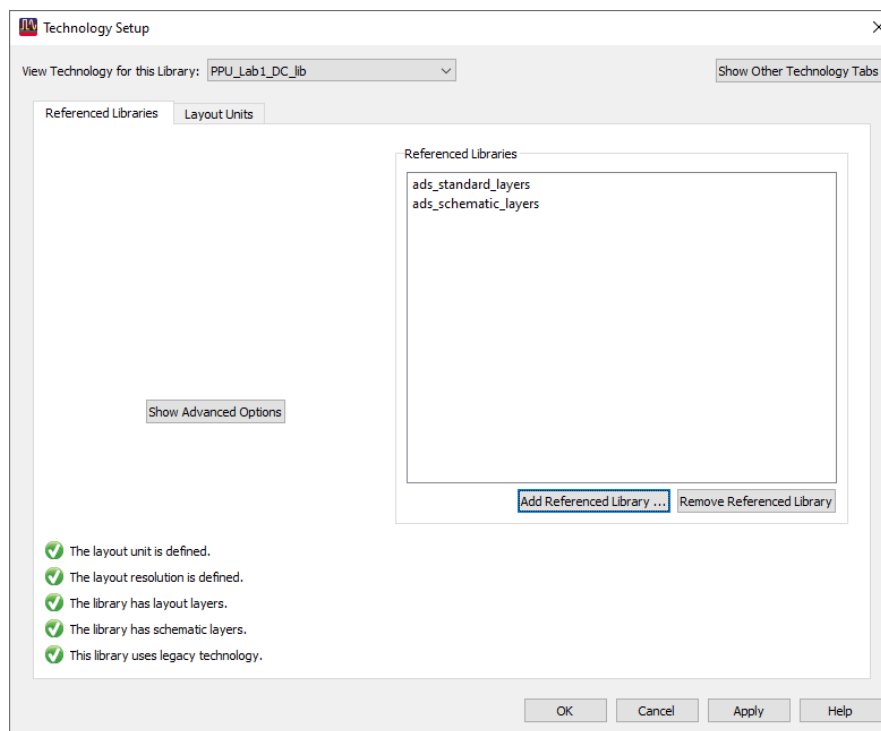 Technology Setup
View Technology for this Library: PPU_Lab1_DC_lib
Show Other Technology Tabs
Referenced Libraries
Layout Units
Referenced Libraries
ads_standard_layers
ads_schematic_layers
Show Advanced Options
Add Referenced Library ...
Remove Referenced Library
The layout unit is defined.
The layout resolution is defined.
The library has layout layers.
The library has schematic layers.
This library uses legacy technology.
OK
Cancel
Apply
Help